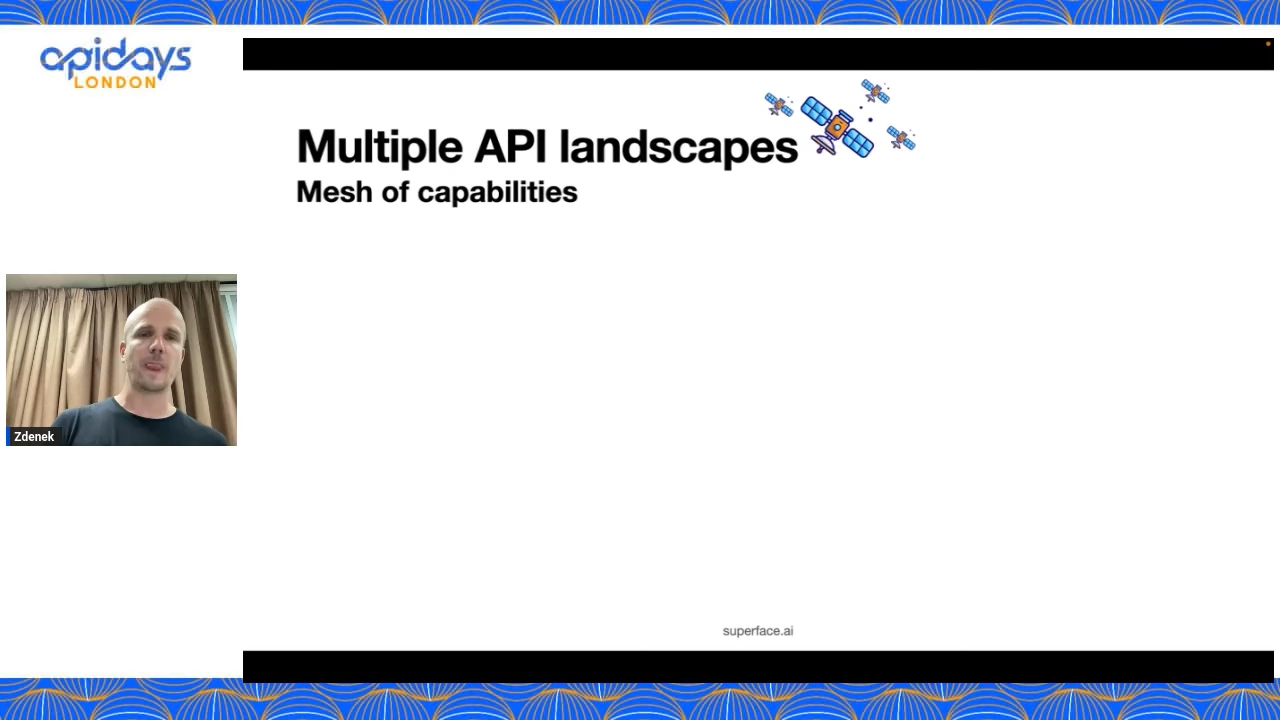 apidays
LONDON
Multiple API landscapes
Mesh of capabilities
Zdenek
superface.ai